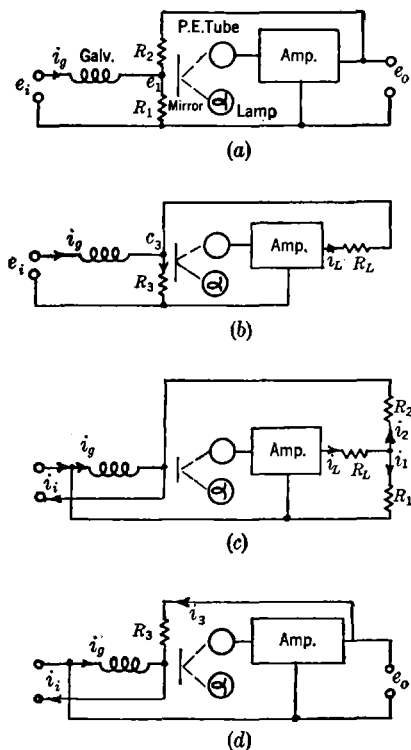 P.E.Tube
i_g Galv. R_2 Amp.
e_i e_1 e_o
R_1 Mirror Lamp
(a)
i_g c_3 Amp.
e_i R_3 i_L R_L
(b)
R_2
i_g Amp. i_2
i_i i_L R_L i_1
R_1
(c)
i_3
i_g R_3 Amp.
i_i e_o
(d)